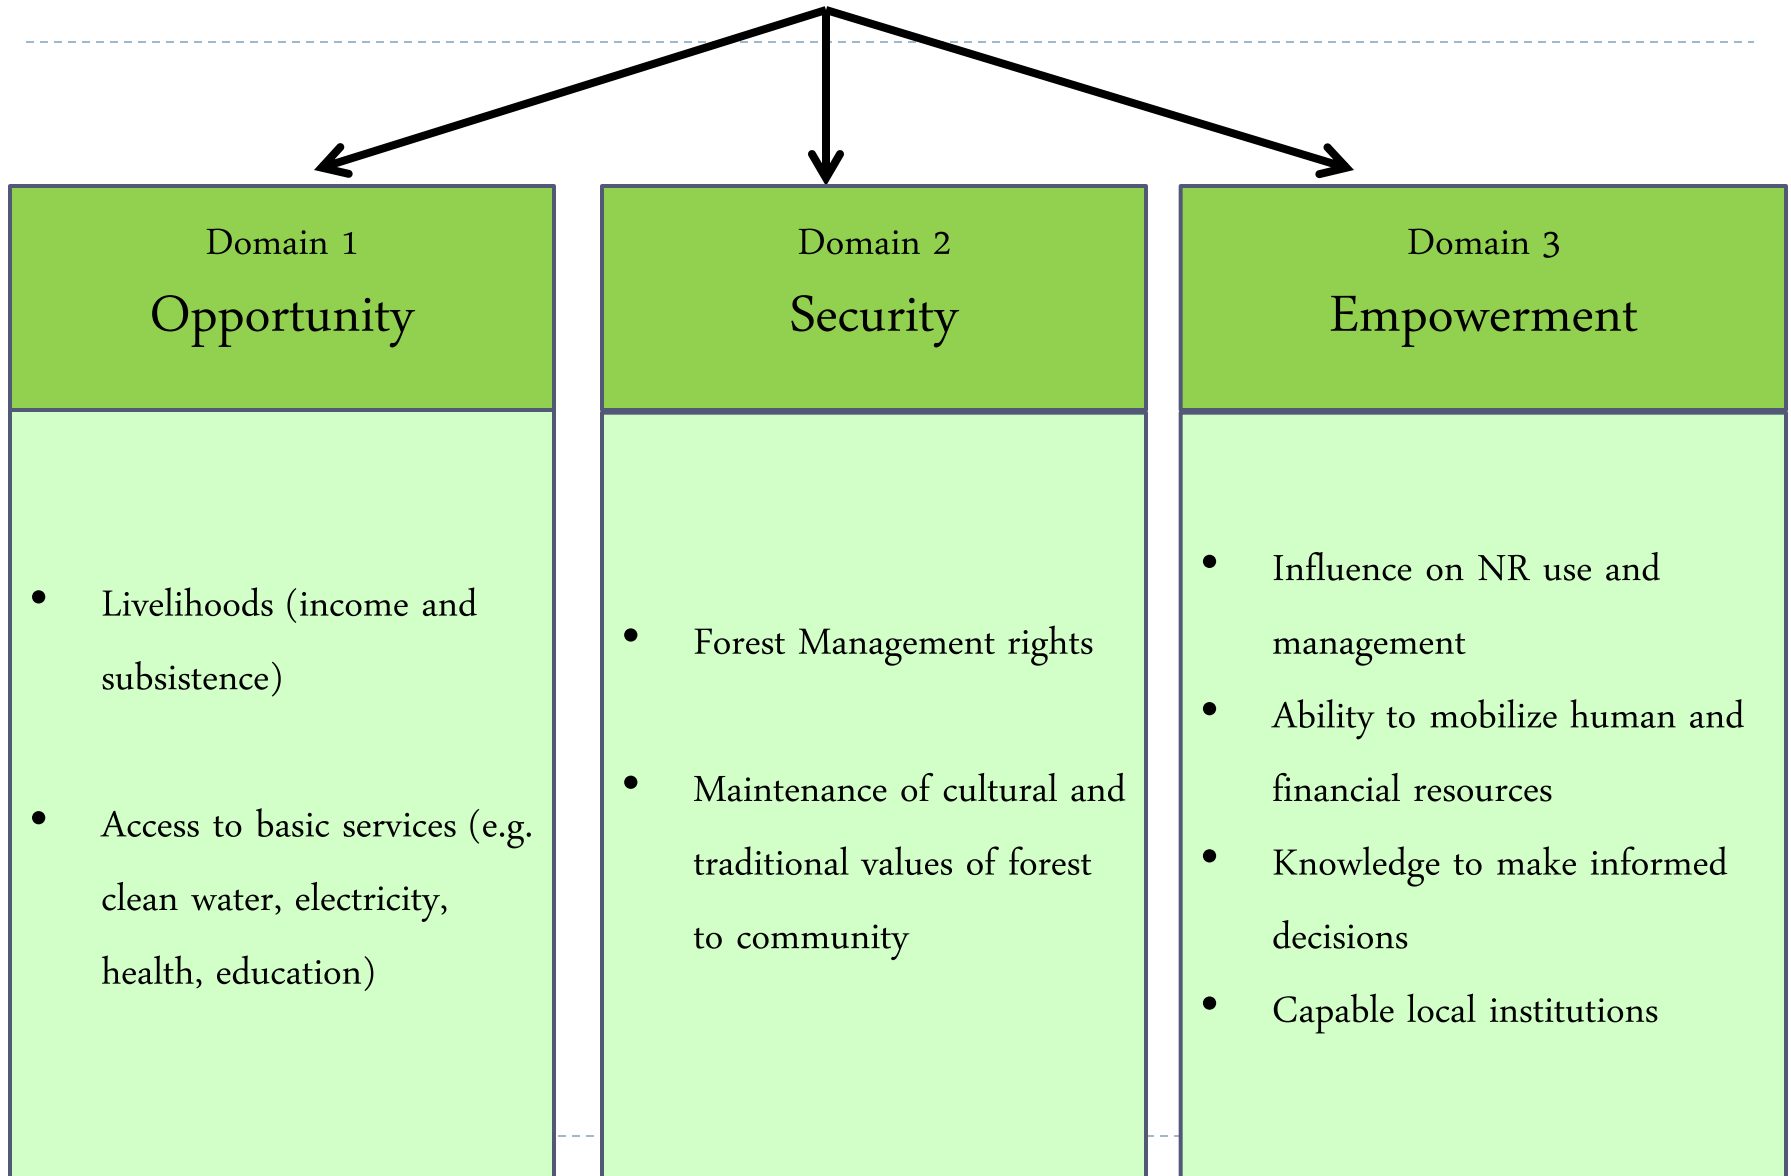 Domain 1
Opportunity
• Livelihoods (income and
subsistence)
• Access to basic services (e.g.
clean water, electricity,
health, education)
Domain 2
Security
• Forest Management rights
• Maintenance of cultural and
traditional values of forest
to community
Domain 3
Empowerment
• Influence on NR use and
management
• Ability to mobilize human and
financial resources
• Knowledge to make informed
decisions
• Capable local institutions